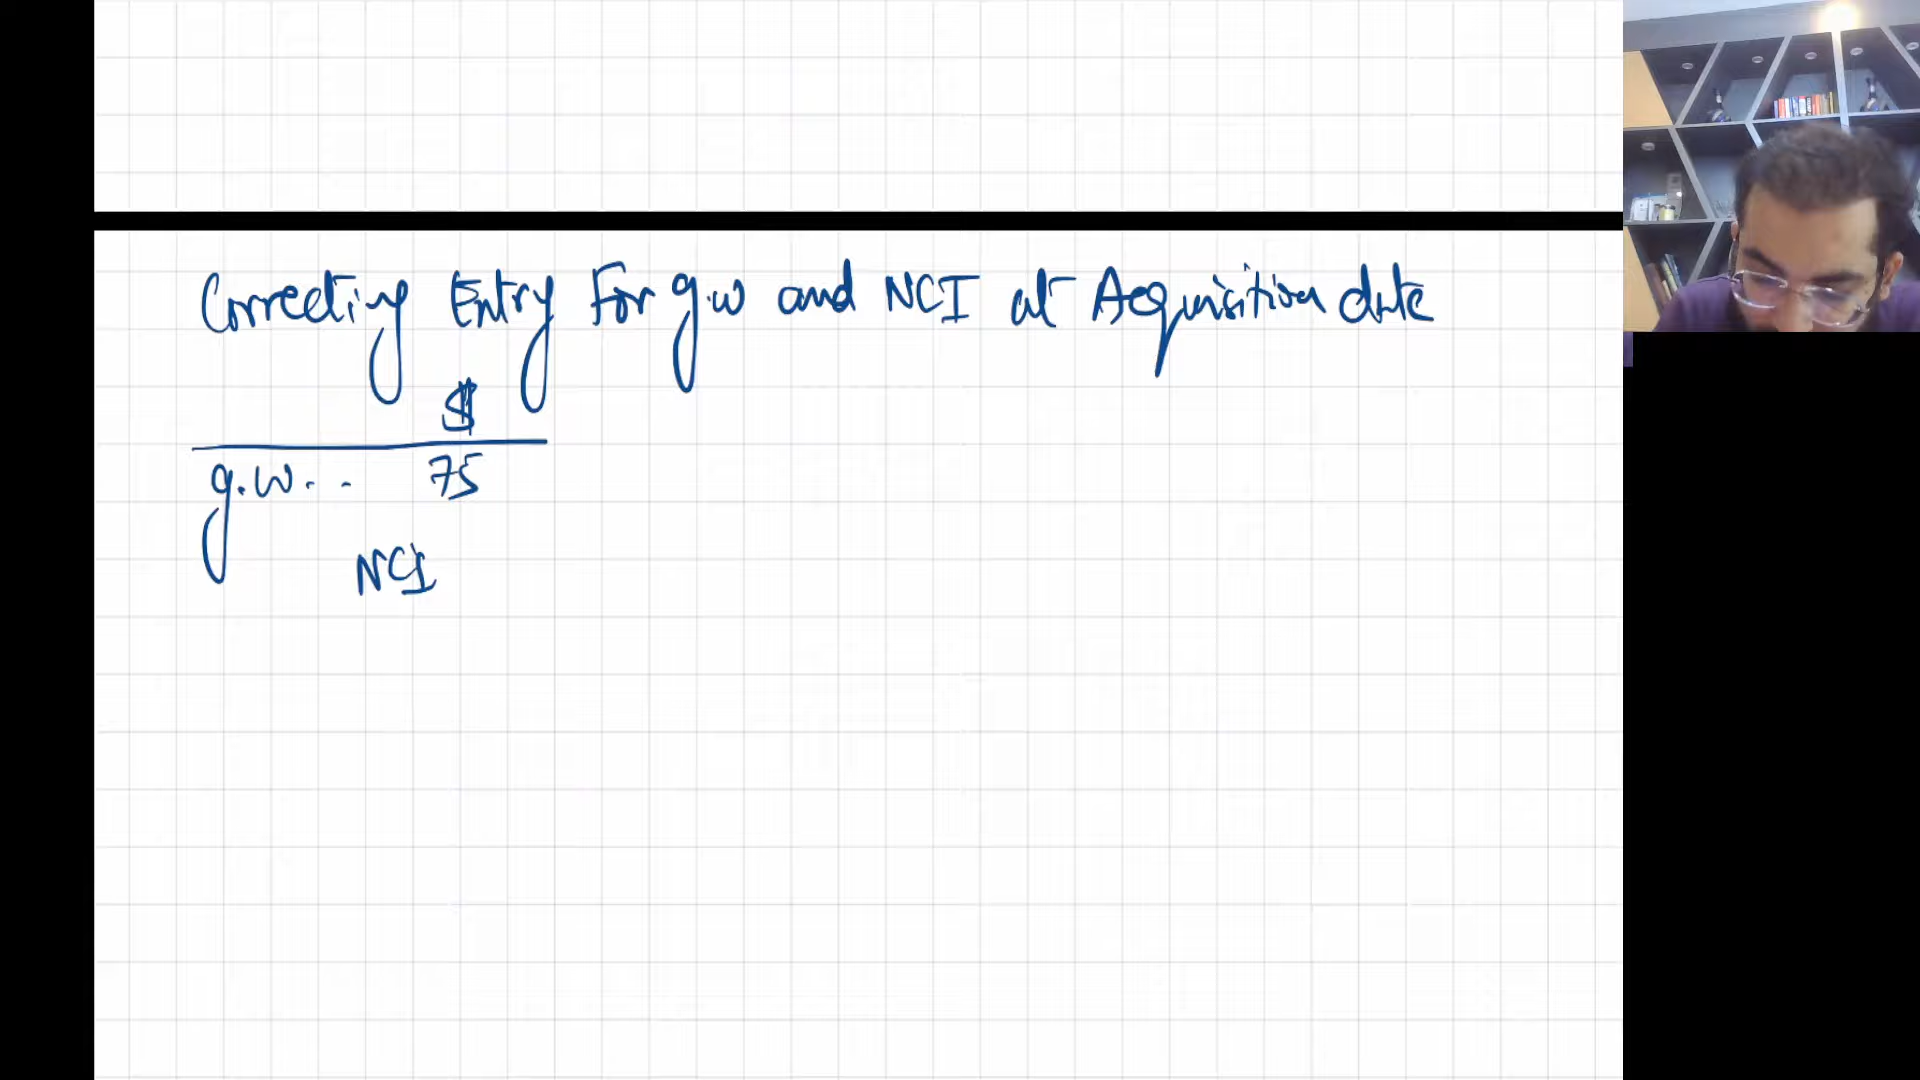 Correcting Entry For g.w and NCI at Acquisition date
$
g.w.. 75
NCI